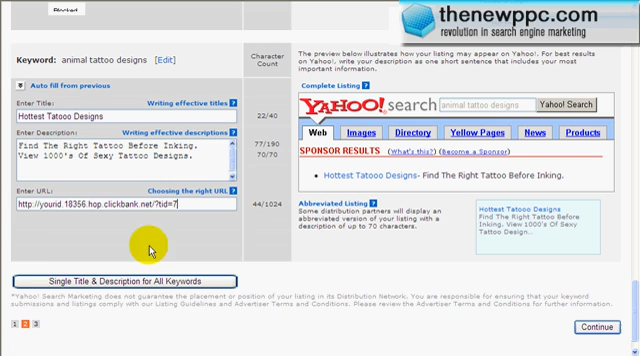 Blocked
thenewppc.com
revolution in search engine marketing
Keyword: animal tattoo designs [Edit]
Character Count
The preview below illustrates how your listing may appear on Yahoo!. For best results on Yahoo!, write your description as one short sentence that includes your most important information.
Auto fill from previous
Complete Listing ?
Enter Title: Writing effective titles ?
Hottest Tatooo Designs
22/40
YAHOO! search animal tattoo designs Yahoo! Search
Enter Description: Writing effective descriptions ?
Find The Right Tattoo Before Inking.
View 1000's Of Sexy Tattoo Designs.
77/190
70/70
Web Images Directory Yellow Pages News Products
SPONSOR RESULTS (What's this?) (Become a Sponsor)
• Hottest Tatooo Designs- Find The Right Tattoo Before Inking.
Enter URL: Choosing the right URL ?
http://yourid.18356.hop.clickbank.net/?tid=7
44/1024
Abbreviated Listing ?
Some distribution partners will display an abbreviated version of your listing with a description of up to 70 characters.
Hottest Tatooo Designs
Find The Right Tattoo Before Inking. View 1000's Of Sexy Tattoo Design..
Single Title & Description for All Keywords
*Yahoo! Search Marketing does not guarantee the placement or position of your listing in its Distribution Network. You are responsible for ensuring that your keyword
submissions and listings comply with our Listing Guidelines and Advertiser Terms and Conditions. Please review the Advertiser Terms and Conditions for further information.
1 2 3
Continue